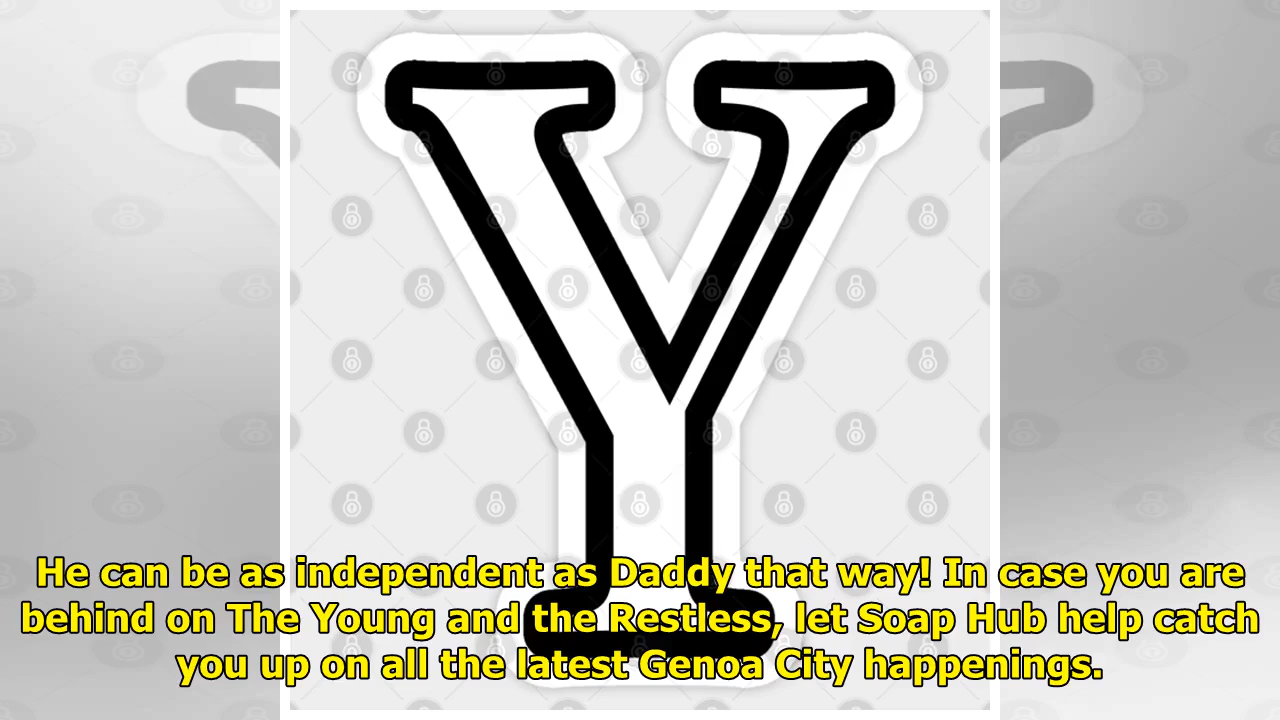 Y
He can be as independent as Daddy that way! In case you are
behind on The Young and the Restless, let Soap Hub help catch
you up on all the latest Genoa City happenings.